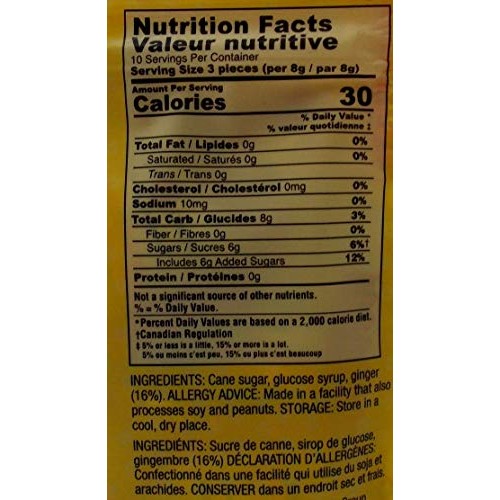 Nutrition Facts
Valeur nutritive
10 Servings Per Container
Serving Size 3 pieces (per 8g / par 8g)
Amount Per Serving
Calories 30
% Daily Value *
% valeur quotidienne ‡
Total Fat / Lipides 0g 0%
Saturated / Saturés 0g 0%
Trans / Trans 0g
Cholesterol / Cholestérol 0mg 0%
Sodium 10mg 0%
Total Carb / Glucides 8g 3%
Fiber / Fibres 0g 0%
Sugars / Sucres 6g 6%†
Includes 6g Added Sugars 12%
Protein / Protéines 0g
Not a significant source of other nutrients.
% = % Daily Value.
*Percent Daily Values are based on a 2,000 calorie diet.
†Canadian Regulation
‡ 5% or less is a little, 15% or more is a lot.
5% ou moins c'est peu, 15% ou plus c'est beaucoup
INGREDIENTS: Cane sugar, glucose syrup, ginger
(16%). ALLERGY ADVICE: Made in a facility that also
processes soy and peanuts. STORAGE: Store in a
cool, dry place.
INGREDIÉNTS: Sucre de canne, sirop de glucose,
gingembre (16%) DÉCLARATION D'ALLERGÈNES:
Confectionné dans une facilité qui utilise du soja et
arachides. CONSERVER dans un endroit sec et frais.